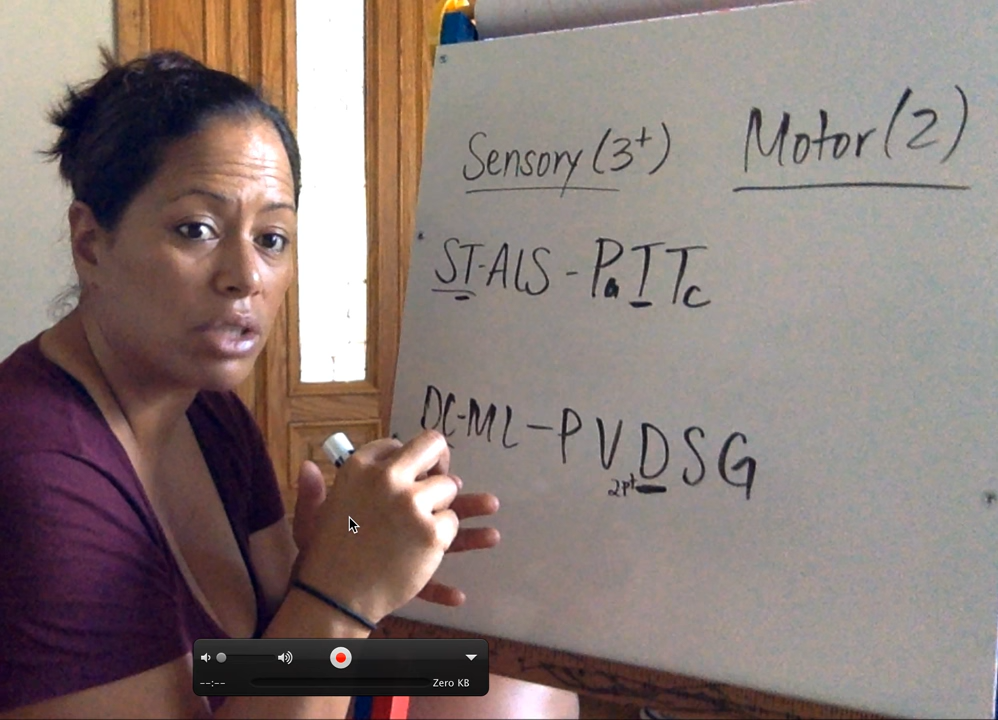 Sensory (3+) Motor (2)
ST-ALS - PaITc
DC-ML - PVDSG
2pt
--:--
Zero KB